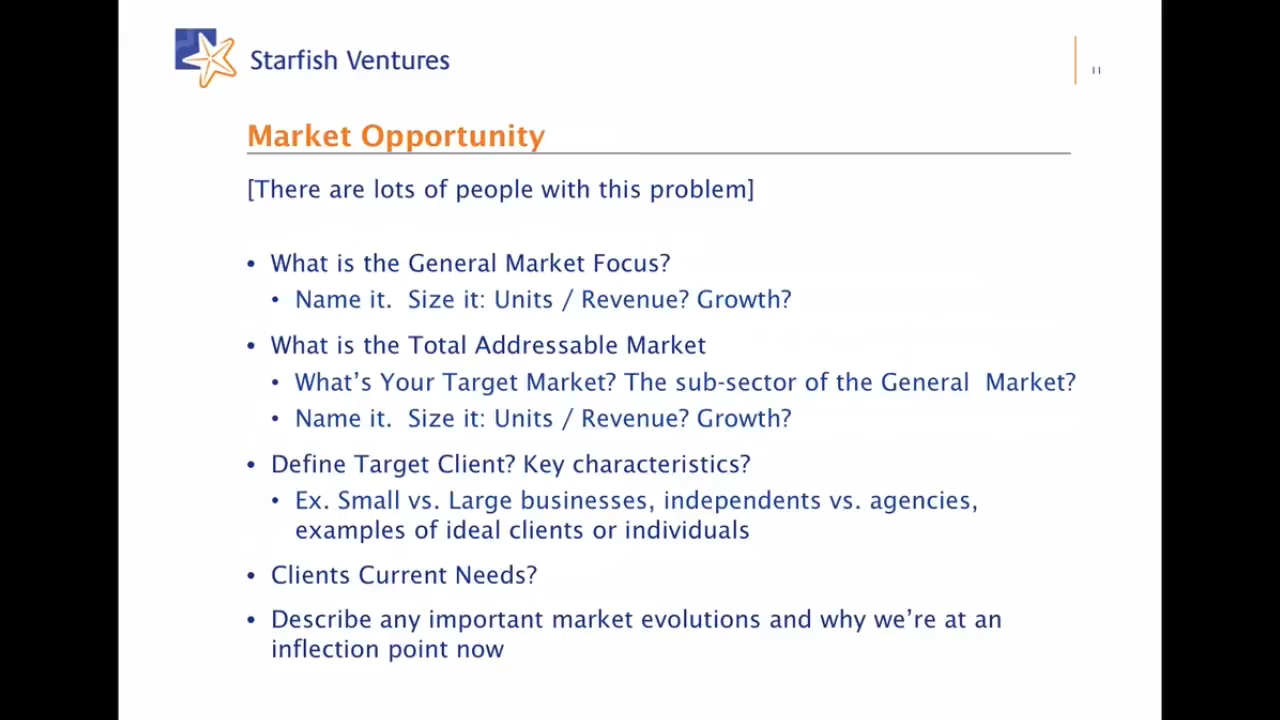 Starfish Ventures
11
Market Opportunity
[There are lots of people with this problem]
• What is the General Market Focus?
• Name it.  Size it: Units / Revenue? Growth?
• What is the Total Addressable Market
• What’s Your Target Market? The sub-sector of the General  Market?
• Name it.  Size it: Units / Revenue? Growth?
• Define Target Client? Key characteristics?
• Ex. Small vs. Large businesses, independents vs. agencies,
examples of ideal clients or individuals
• Clients Current Needs?
• Describe any important market evolutions and why we’re at an
inflection point now